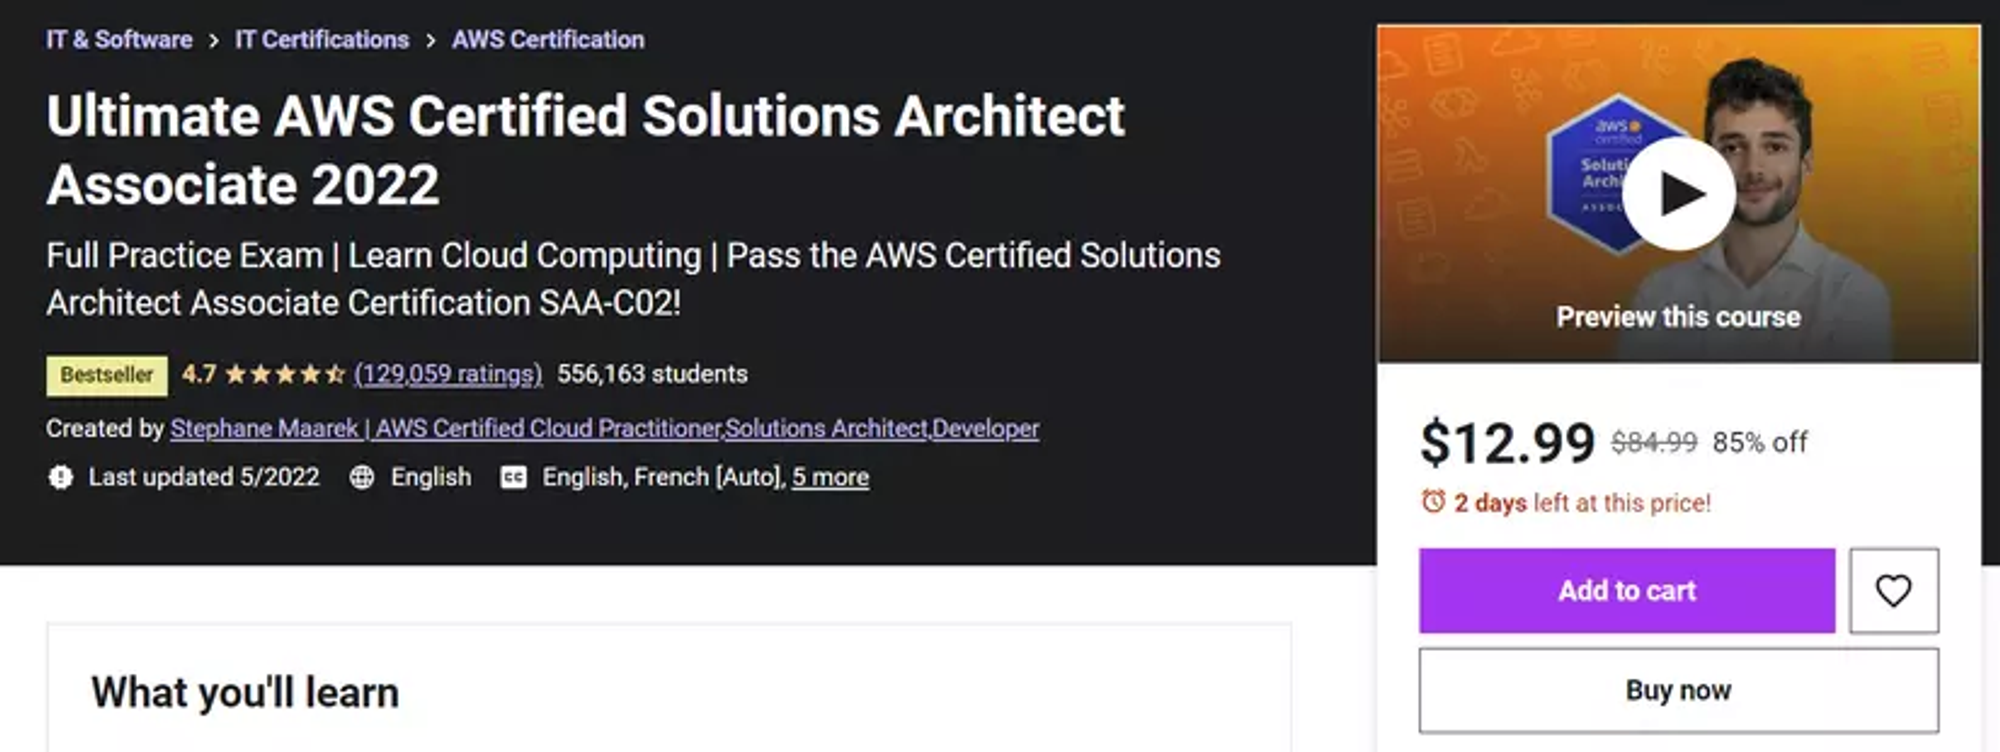 IT & Software > IT Certifications > AWS Certification
Ultimate AWS Certified Solutions Architect
Associate 2022
Full Practice Exam | Learn Cloud Computing | Pass the AWS Certified Solutions
Architect Associate Certification SAA-C02!
Bestseller 4.7 (129,059 ratings) 556,163 students
Created by Stephane Maarek | AWS Certified Cloud Practitioner,Solutions Architect,Developer
Last updated 5/2022 English CC English, French [Auto], 5 more
What you'll learn
aws
certified
Preview this course
$12.99 $84.99 85% off
2 days left at this price!
Add to cart
Buy now